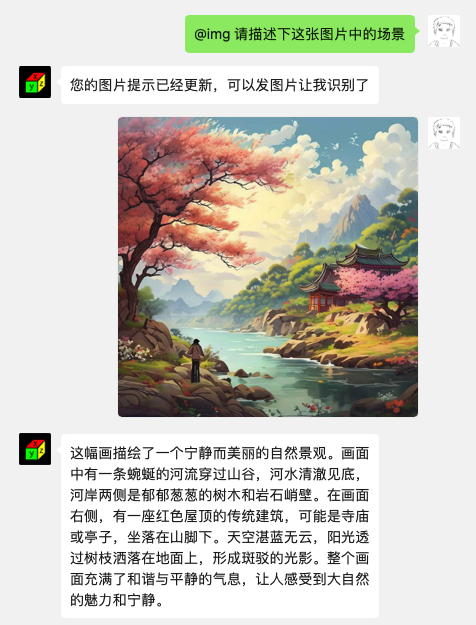 @img 请描述下这张图片中的场景
您的图片提示已经更新，可以发图片让我识别了
这幅画描绘了一个宁静而美丽的自然景观。画面
中有一条蜿蜒的河流穿过山谷，河水清澈见底，
河岸两侧是郁郁葱葱的树木和岩石峭壁。在画面
右侧，有一座红色屋顶的传统建筑，可能是寺庙
或亭子，坐落在山脚下。天空湛蓝无云，阳光透
过树枝洒落在地面上，形成斑驳的光影。整个画
面充满了和谐与平静的气息，让人感受到大自然
的魅力和宁静。